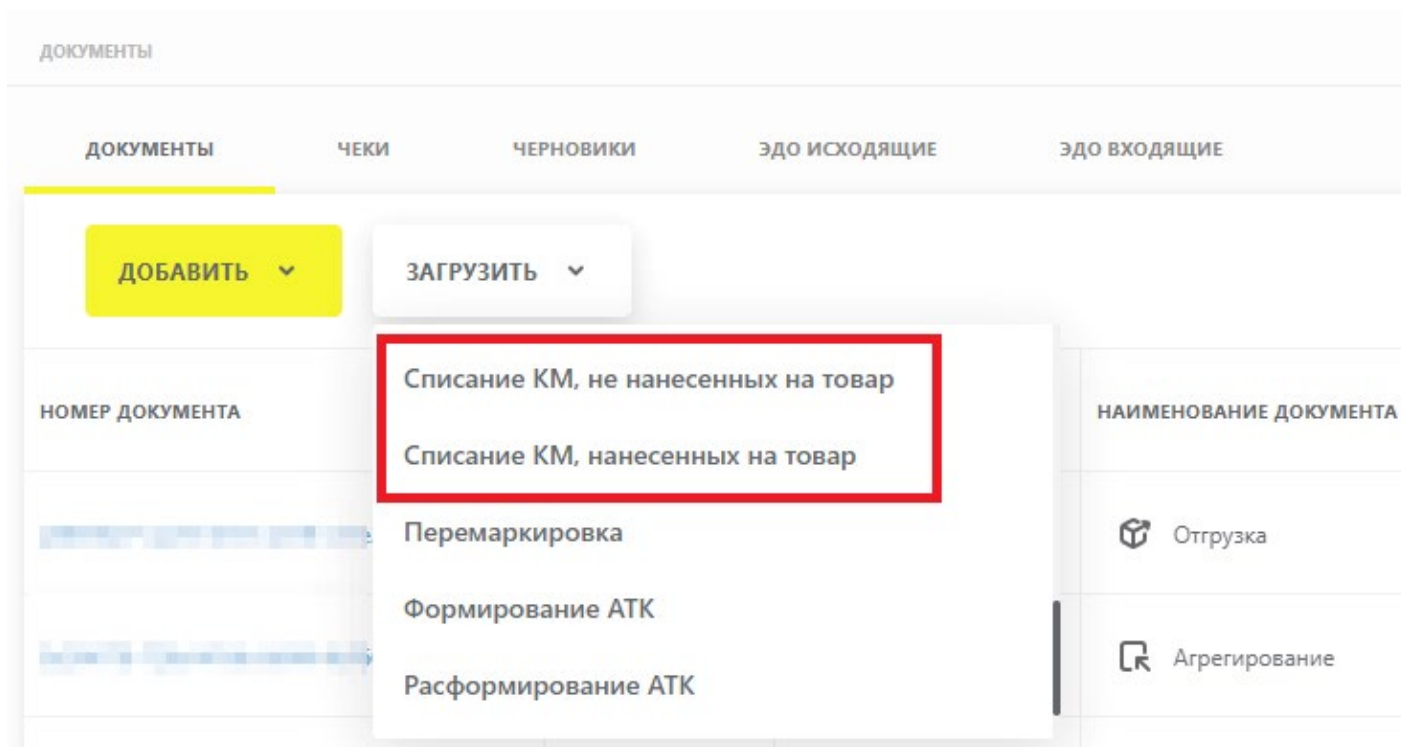 ДОКУМЕНТЫ
ДОКУМЕНТЫ ЧЕКИ ЧЕРНОВИКИ ЭДО ИСХОДЯЩИЕ ЭДО ВХОДЯЩИЕ
ДОБАВИТЬ ЗАГРУЗИТЬ
Списание КМ, не нанесенных на товар
НОМЕР ДОКУМЕНТА НАИМЕНОВАНИЕ ДОКУМЕНТА
Списание КМ, нанесенных на товар
Перемаркировка Отгрузка
Формирование АТК
Расформирование АТК Агрегирование